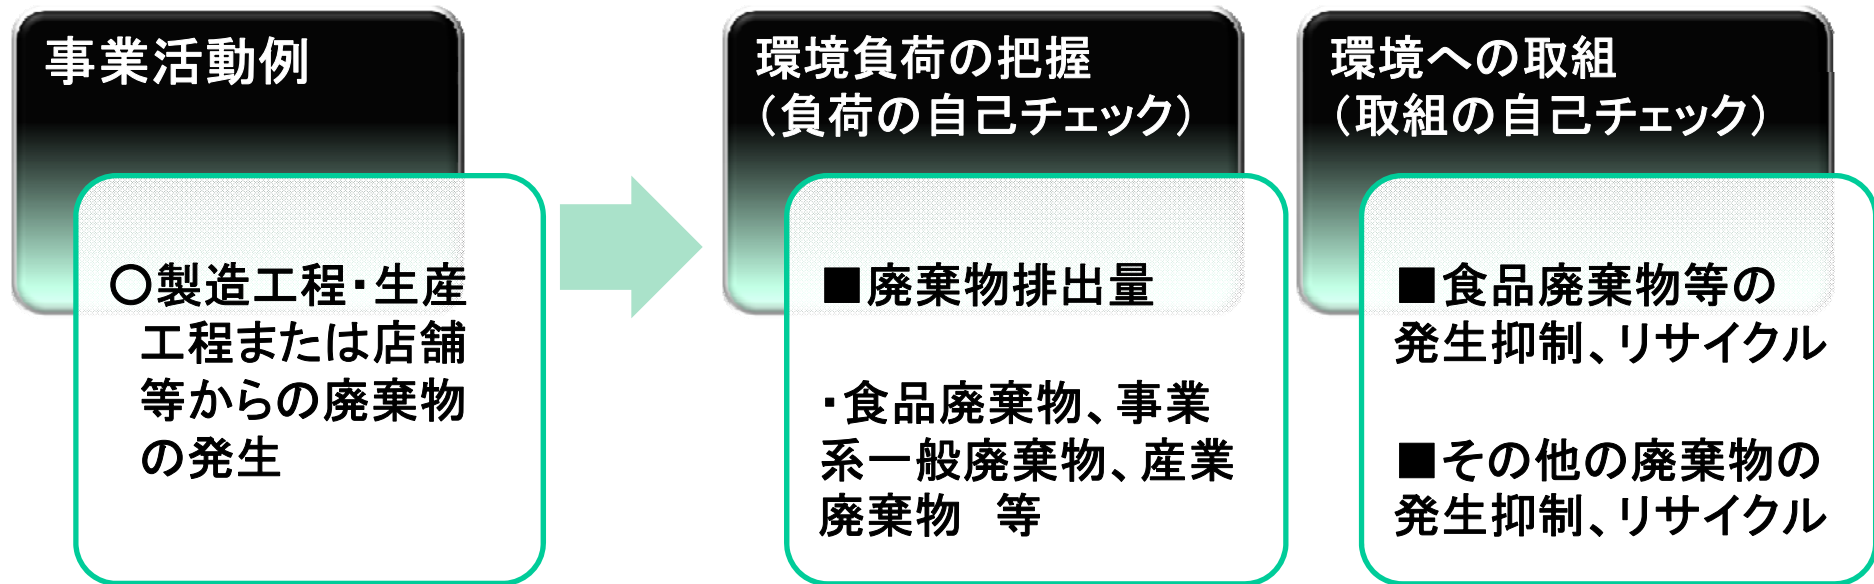 事業活動例
○製造工程・生産
工程または店舗
等からの廃棄物
の発生
環境負荷の把握
(負荷の自己チェック)
■廃棄物排出量
・食品廃棄物、事業
系一般廃棄物、産業
廃棄物　等
環境への取組
(取組の自己チェック)
■食品廃棄物等の
発生抑制、リサイクル
■その他の廃棄物の
発生抑制、リサイクル